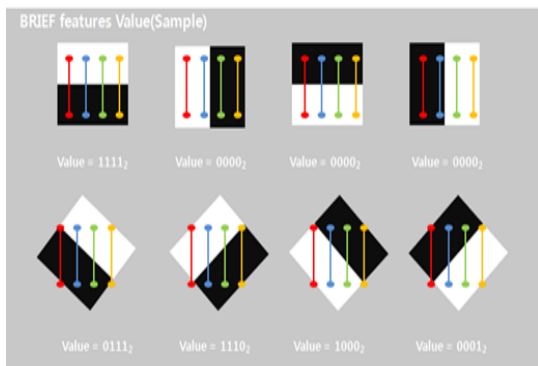 BRIEF features Value(Sample)
Value = 1111₂ Value = 0000₂ Value = 0000₂ Value = 0000₂
Value = 0111₂ Value = 1110₂ Value = 1000₂ Value = 0001₂